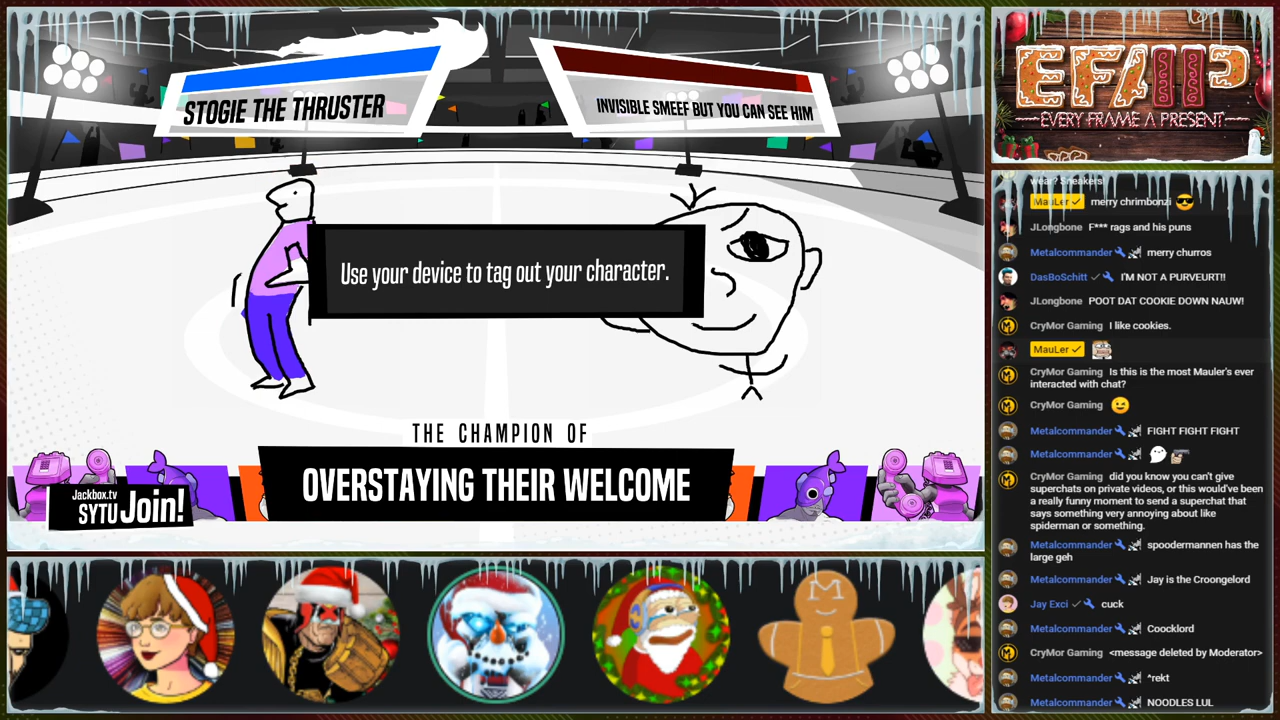 STOGIE THE THRUSTER
INVISIBLE SMEEF BUT YOU CAN SEE HIM
Use your device to tag out your character.
THE CHAMPION OF
OVERSTAYING THEIR WELCOME
Jackbox.tv
SYTU Join!
EFAP
EVERY FRAME A PRESENT
wear? Sneakers
MauLer merry chrimbonzi
JLongbone F*** rags and his puns
Metalcommander merry churros
DasBoSchitt I'M NOT A PURVEURT!!
JLongbone POOT DAT COOKIE DOWN NAUW!
CryMor Gaming I like cookies.
MauLer
CryMor Gaming Is this is the most Mauler's ever
interacted with chat?
CryMor Gaming
Metalcommander FIGHT FIGHT FIGHT
Metalcommander
CryMor Gaming did you know you can't give
superchats on private videos, or this would've been
a really funny moment to send a superchat that
says something very annoying about like
spiderman or something.
Metalcommander spoodermannen has the
large geh
Metalcommander Jay is the Croongelord
Jay Exci cuck
Metalcommander Coocklord
CryMor Gaming <message deleted by Moderator>
Metalcommander ^rekt
Metalcommander NOODLES LUL
M